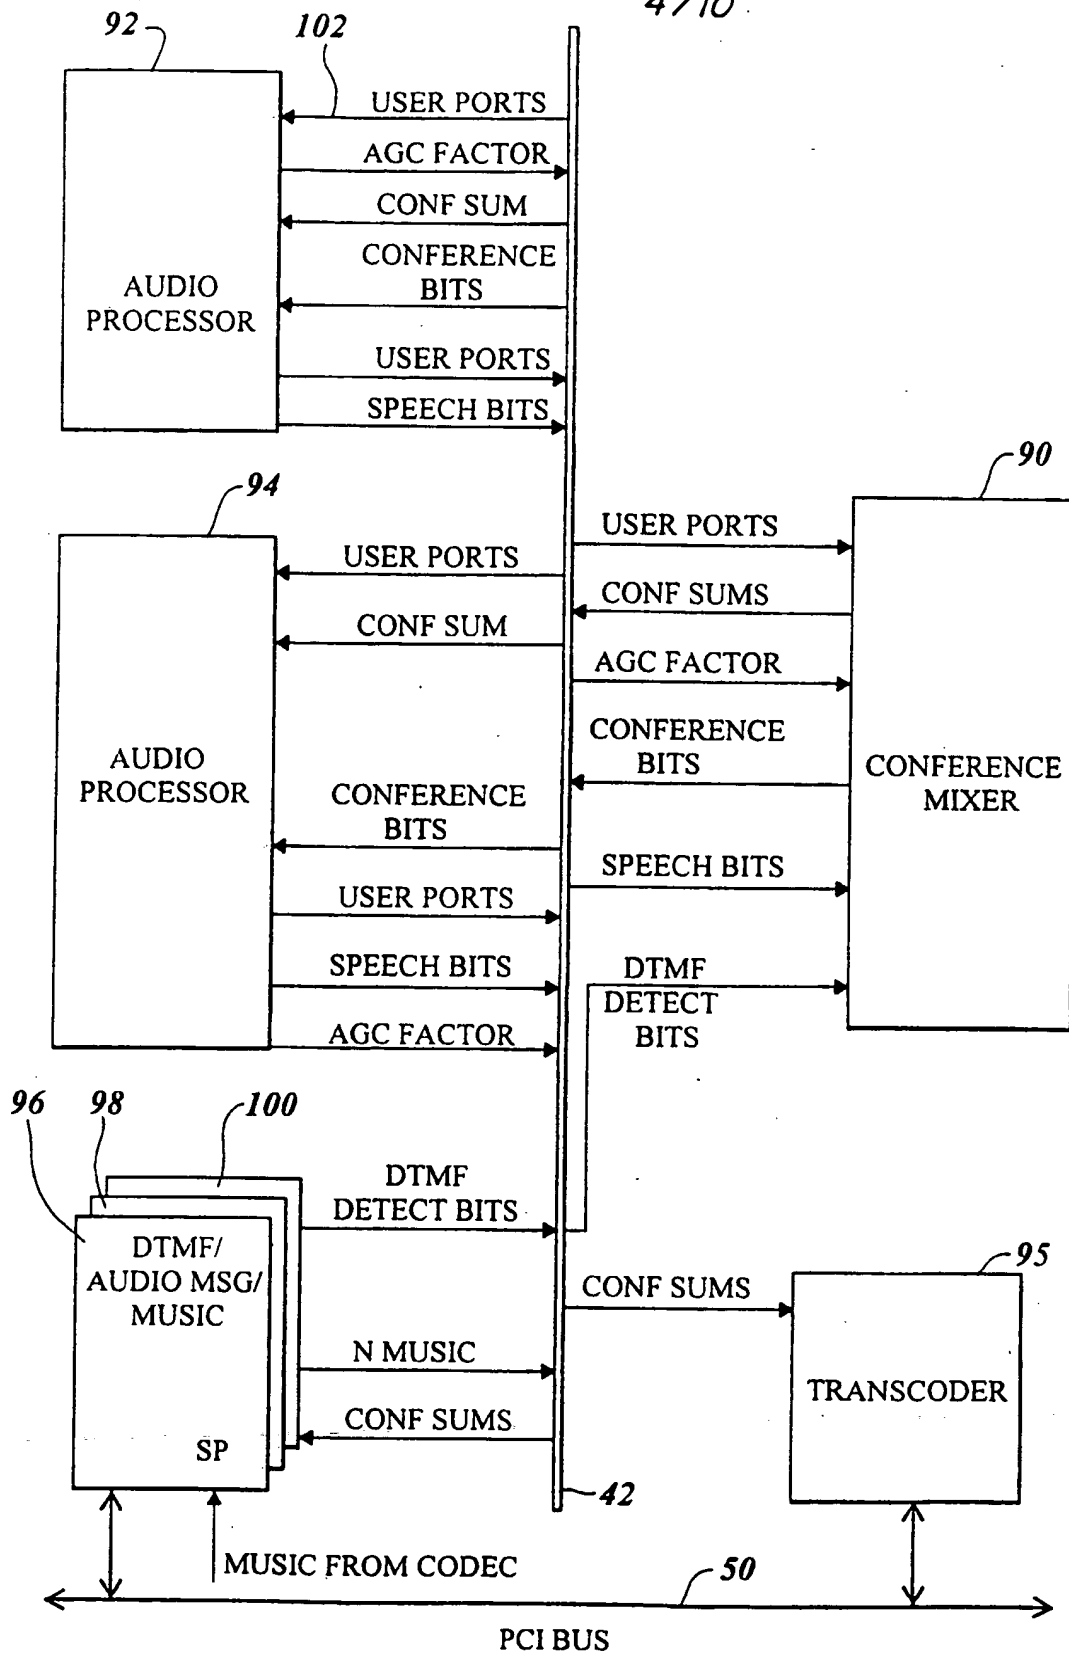 4/10
92
102
USER PORTS
AGC FACTOR
CONF SUM
CONFERENCE
BITS
AUDIO
PROCESSOR
USER PORTS
SPEECH BITS
94
90
USER PORTS
CONF SUM
AUDIO
PROCESSOR
CONFERENCE
BITS
USER PORTS
SPEECH BITS
AGC FACTOR
USER PORTS
CONF SUMS
AGC FACTOR
CONFERENCE
BITS
CONFERENCE
MIXER
SPEECH BITS
DTMF
DETECT
BITS
96
98
100
DTMF/
AUDIO MSG/
MUSIC
SP
DTMF
DETECT BITS
N MUSIC
CONF SUMS
CONF SUMS
95
TRANSCODER
42
MUSIC FROM CODEC
50
PCI BUS